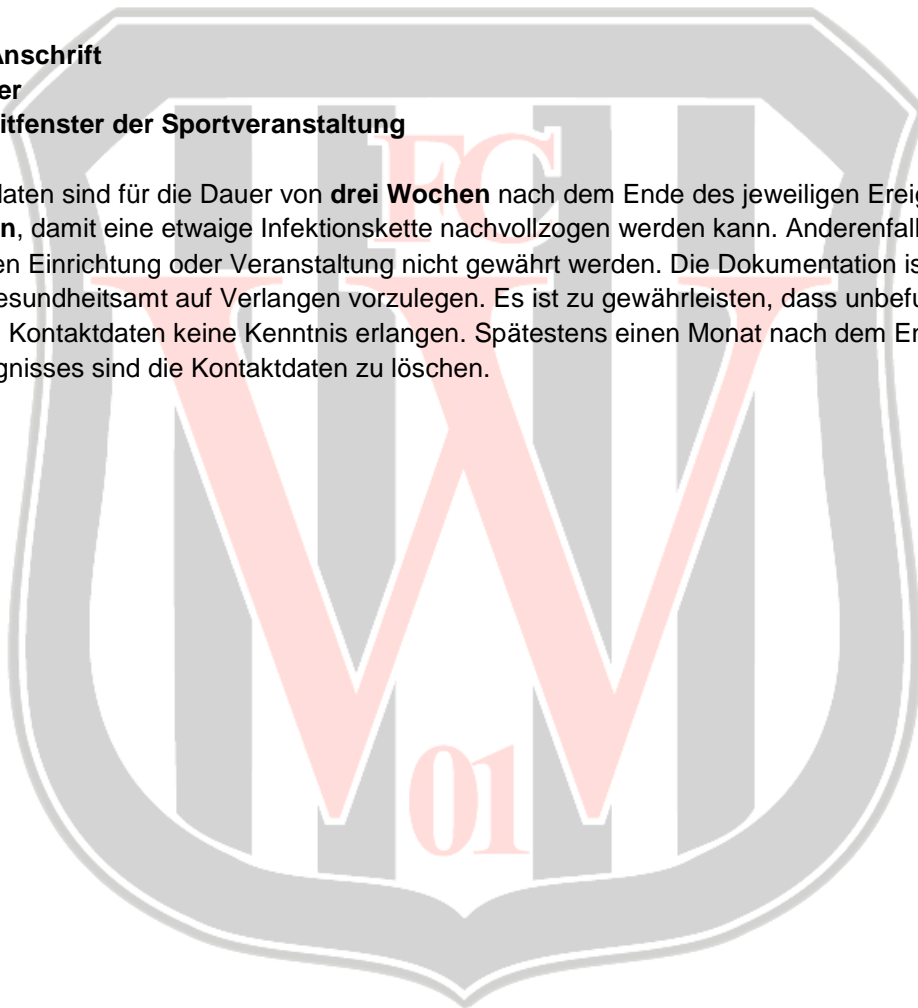 Anschrift
er
itfenster der Sportveranstaltung
daten sind für die Dauer von drei Wochen nach dem Ende des jeweiligen Ereig
n, damit eine etwaige Infektionskette nachvollzogen werden kann. Anderenfall
en Einrichtung oder Veranstaltung nicht gewährt werden. Die Dokumentation is
esundheitsamt auf Verlangen vorzulegen. Es ist zu gewährleisten, dass unbefu
Kontaktdaten keine Kenntnis erlangen. Spätestens einen Monat nach dem En
gnisses sind die Kontaktdaten zu löschen.
FC
W
01